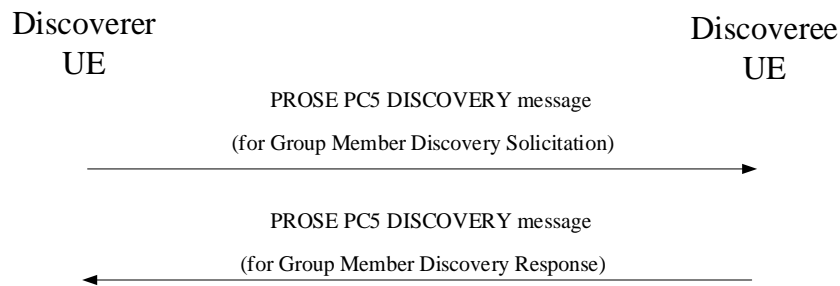 Discoverer
UE
Discoveree
UE
PROSE PC5 DISCOVERY message
(for Group Member Discovery Solicitation)
PROSE PC5 DISCOVERY message
(for Group Member Discovery Response)